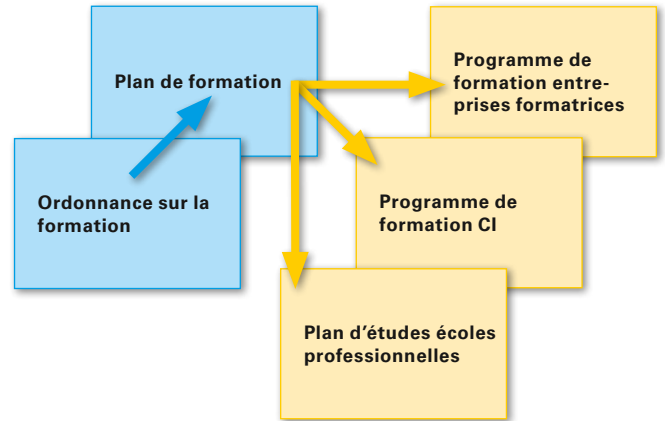 Plan de formation
Ordonnance sur la
formation
Programme de
formation entre-
prises formatrices
Programme de
formation CI
Plan d’études écoles
professionnelles